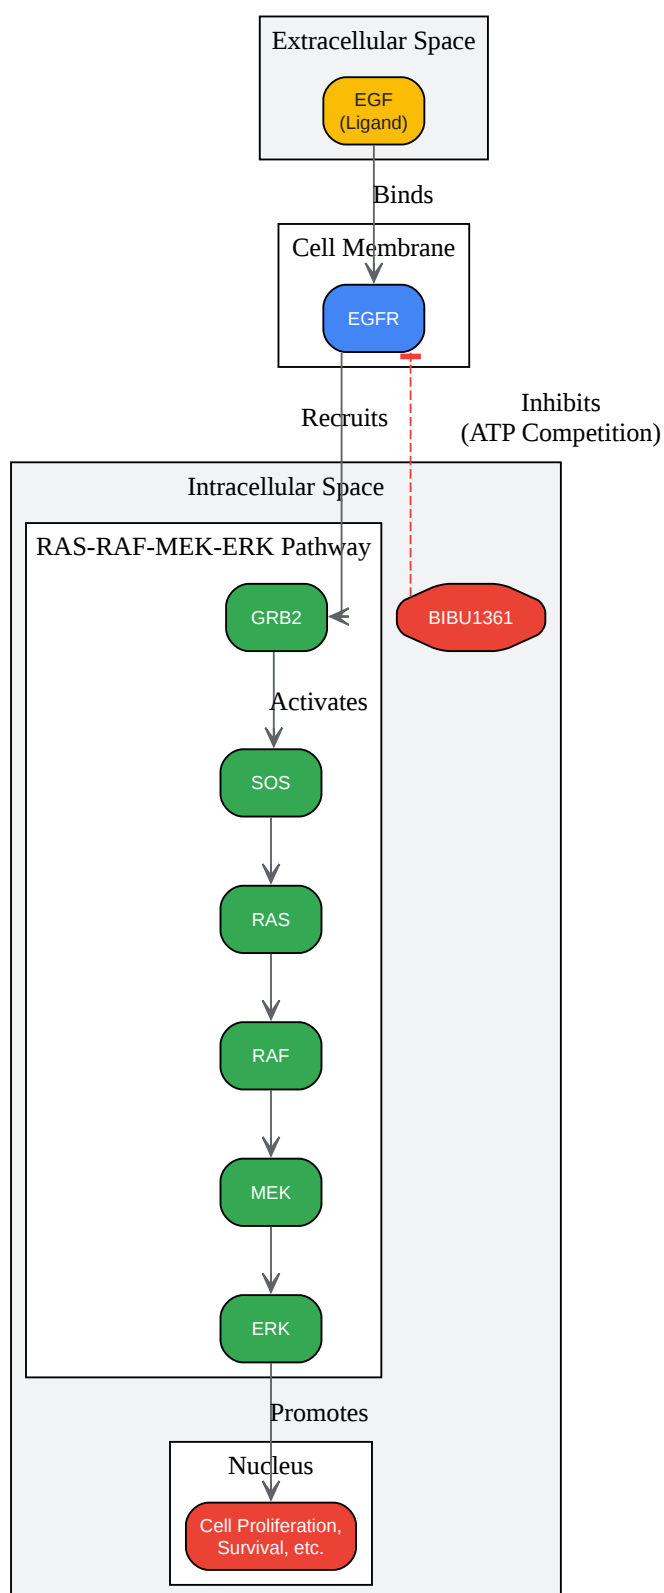 Extracellular Space
EGF
(Ligand)
Binds
Cell Membrane
EGFR
Recruits
Inhibits
(ATP Competition)
Intracellular Space
RAS-RAF-MEK-ERK Pathway
GRB2
BIBU1361
Activates
SOS
RAS
RAF
MEK
ERK
Promotes
Nucleus
Cell Proliferation,
Survival, etc.